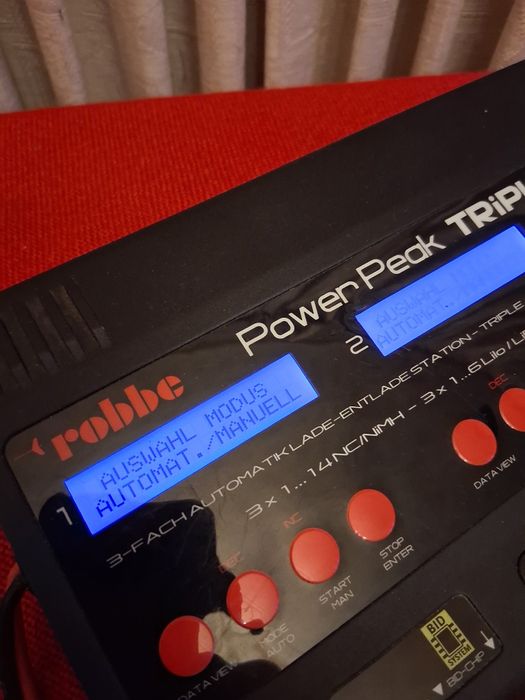 Power Peak TRIPL
robbe
1
AUSWAHL MODUS
AUTOMAT./MANUELL
2
AUSWAHL
AUTOMAT./
3-FACH AUTOMATIK LADE-ENTLADE STATION - TRIPLE
3 x 1...14 NC/NiMH - 3 x 1...6 LiIo/Li
DATA VIEW
MODE
AUTO
INC
START
MAN
STOP
ENTER
DEC
DATA VIEW
BID
SYSTEM
BID-CHIP